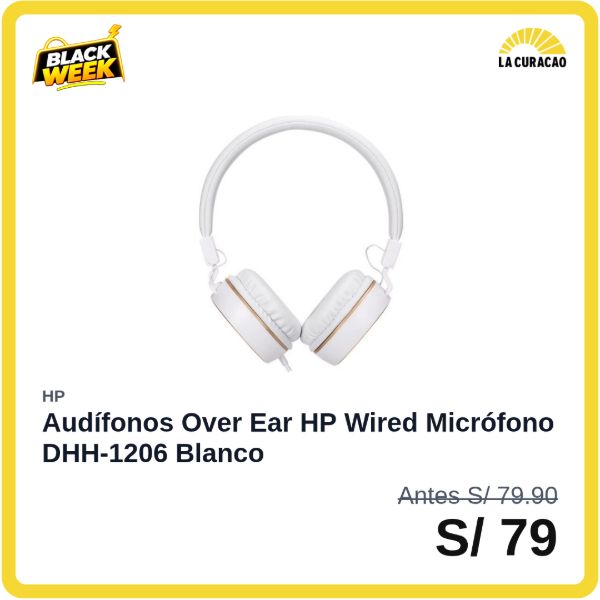 BLACK
WEEK
LA CURACAO
HP
Audífonos Over Ear HP Wired Micrófono
DHH-1206 Blanco
Antes S/ 79.90
S/ 79